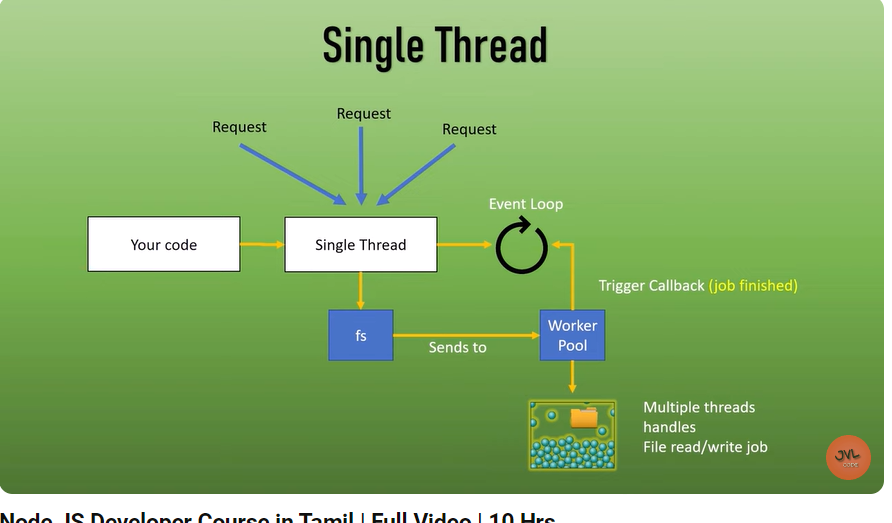 Single Thread
Request
Request
Request
Event Loop
Your code
Single Thread
Trigger Callback (job finished)
fs
Sends to
Worker
Pool
Multiple threads
handles
File read/write job
JVL
CODE
Node JS Developer Course in Tamil | Full Video | 10 Hrs